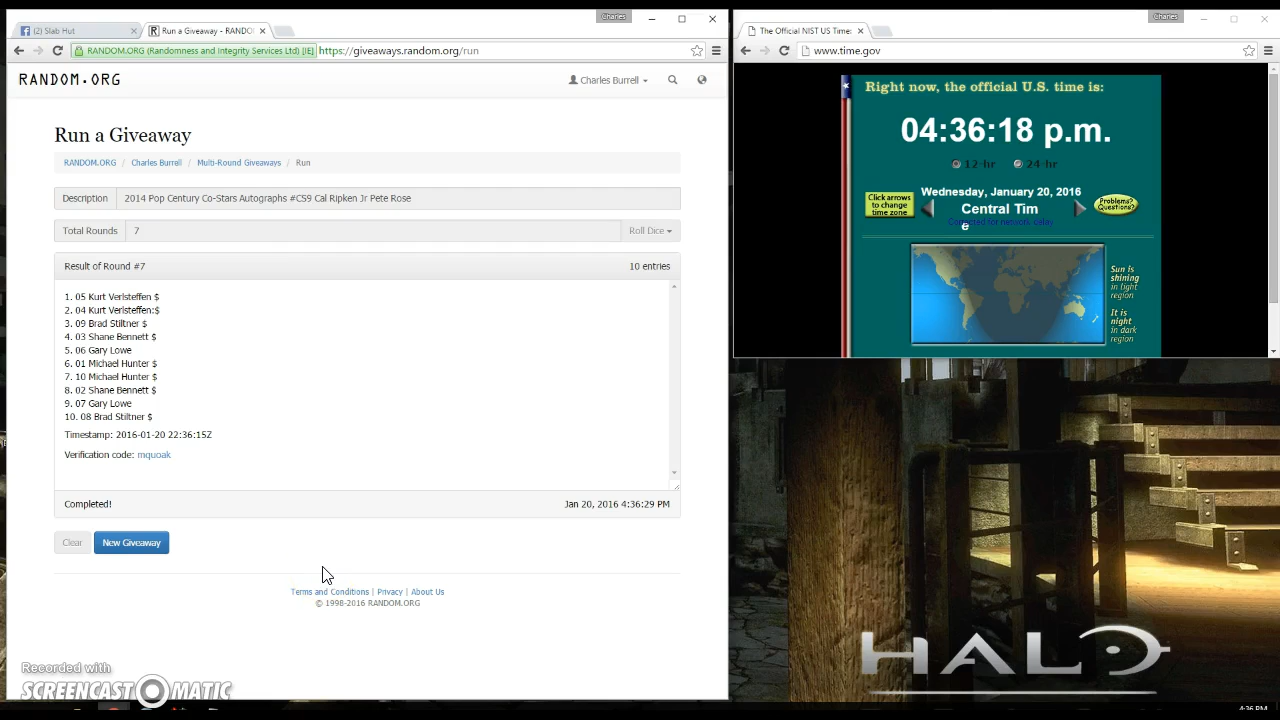 (2) Slab Hut
Run a Giveaway - RANDO
Charles
RANDOM.ORG (Randomness and Integrity Services Ltd) [IE]
https://giveaways.random.org/run
RANDOM.ORG
Charles Burrell
Run a Giveaway
RANDOM.ORG / Charles Burrell / Multi-Round Giveaways / Run
Description 2014 Pop Century Co-Stars Autographs #CS9 Cal Ripken Jr Pete Rose
Total Rounds 7 Roll Dice
Result of Round #7 10 entries
1. 05 Kurt Verlsteffen $
2. 04 Kurt Verlsteffen:$
3. 09 Brad Stiltner $
4. 03 Shane Bennett $
5. 06 Gary Lowe
6. 01 Michael Hunter $
7. 10 Michael Hunter $
8. 02 Shane Bennett $
9. 07 Gary Lowe
10. 08 Brad Stiltner $
Timestamp: 2016-01-20 22:36:15Z
Verification code: mquoak
Completed! Jan 20, 2016 4:36:29 PM
Clear New Giveaway
Terms and Conditions | Privacy | About Us
© 1998-2016 RANDOM.ORG
Recorded with
SCREENCAST MATIC
The Official NIST US Time:
Charles
www.time.gov
Right now, the official U.S. time is:
04:36:18 p.m.
12-hr 24-hr
Click arrows
to change
time zone
Wednesday, January 20, 2016
Central Tim
e
Corrected for network delay
Problems?
Questions?
Sun is
shining
in light
region
It is
night
in dark
region
HALO
4:36 PM